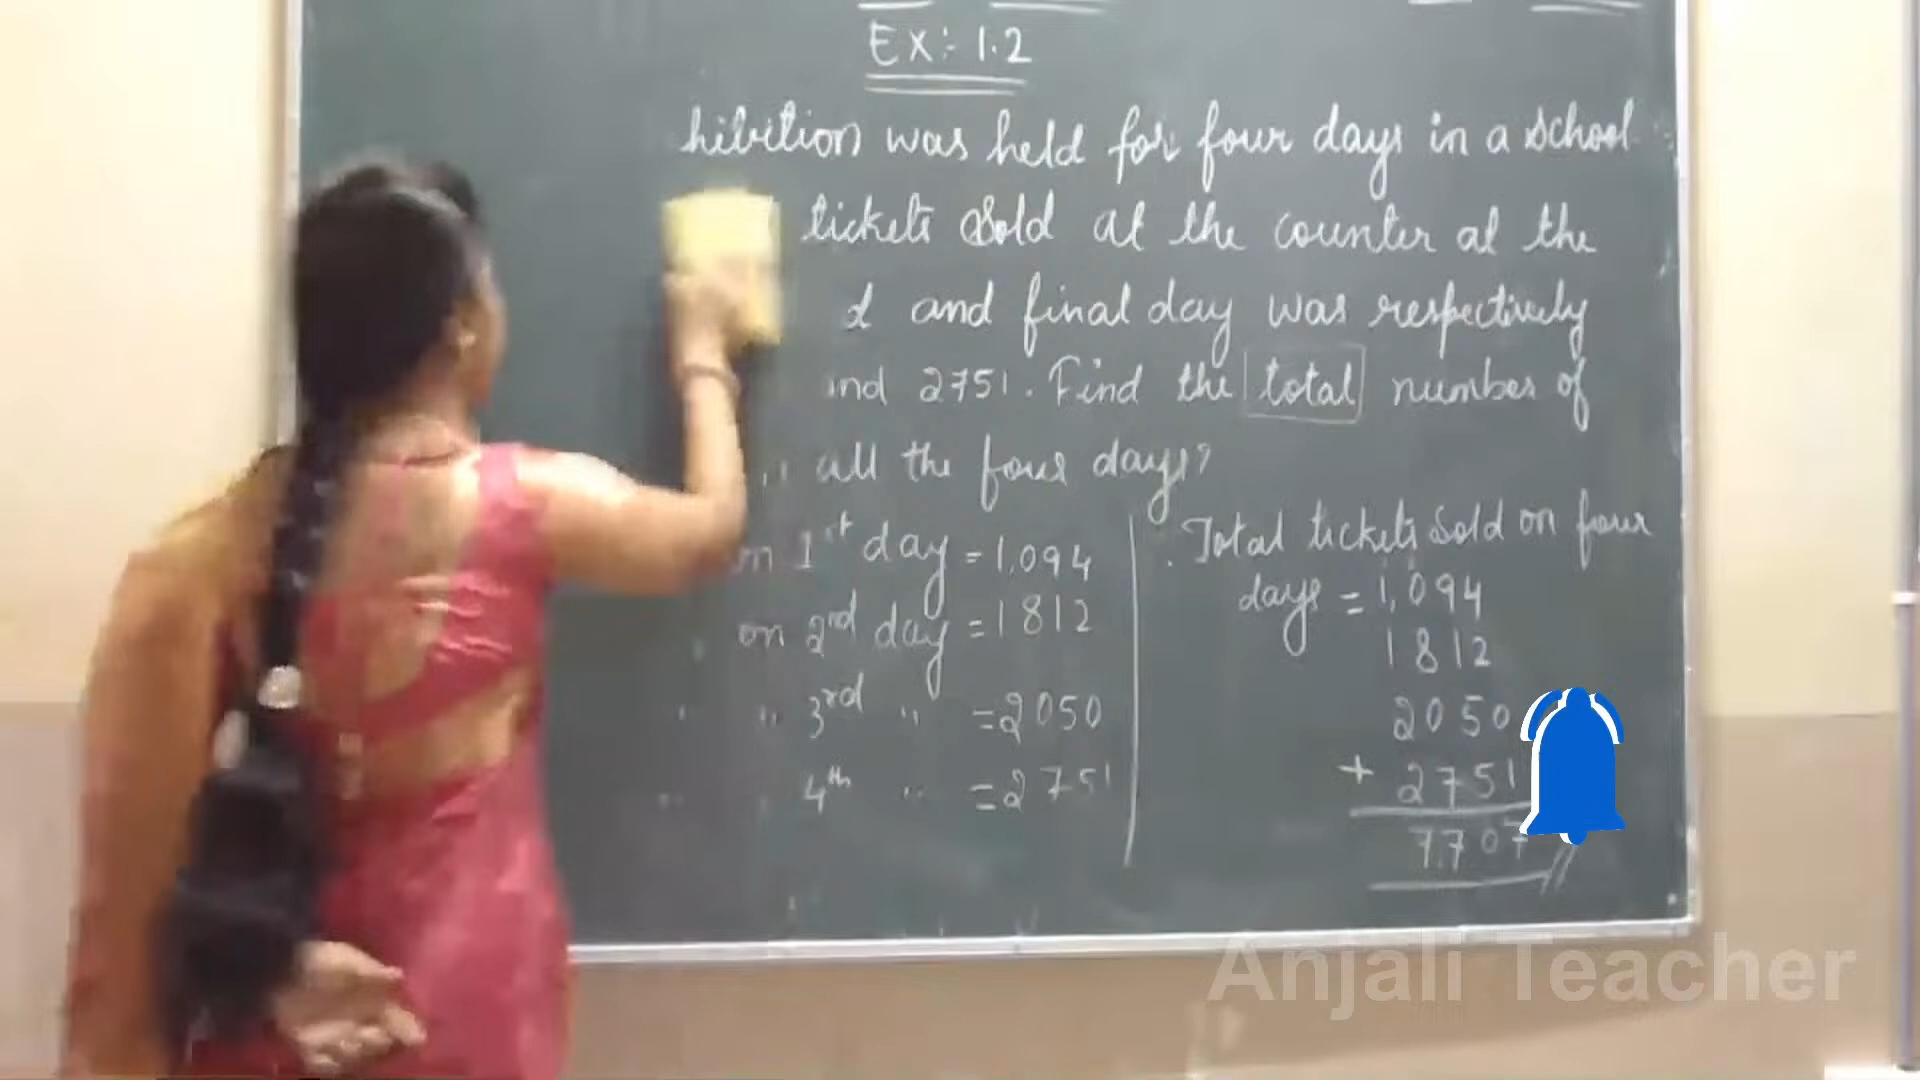 Ex:- 1.2
hibition was held for four days in a school
tickets sold at the counter at the
d and final day was respectively
and 2751. Find the total number of
all the four days?
on 1st day = 1,094
on 2nd day = 1812
" 3rd " = 2050
" 4th " = 2751
Total tickets sold on four
days = 1,094
1812
2050
+ 2751
7,707
Anjali Teacher